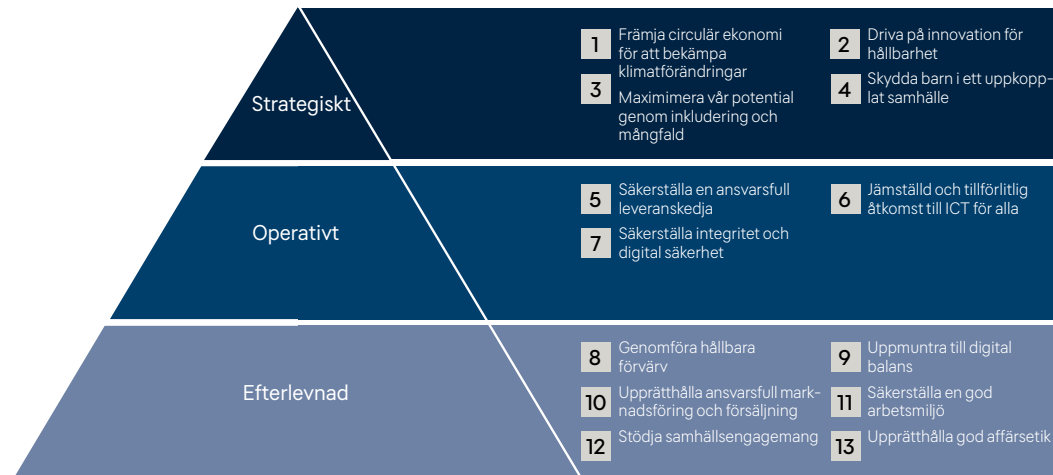 Strategiskt
1
Främja circulär ekonomi
för att bekämpa
klimatförändringar
2
Driva på innovation för
hållbarhet
3
Maximimera vår potential
genom inkludering och
mångfald
4
Skydda barn i ett uppkopp-
lat samhälle
Operativt
5
Säkerställa en ansvarsfull
leveranskedja
6
Jämställd och tillförlitlig
åtkomst till ICT för alla
7
Säkerställa integritet och
digital säkerhet
Efterlevnad
8
Genomföra hållbara
förvärv
9
Uppmuntra till digital
balans
10
Upprätthålla ansvarsfull mark-
nadsföring och försäljning
11
Säkerställa en god
arbetsmiljö
12
Stödja samhällsengagemang
13
Upprätthålla god affärsetik